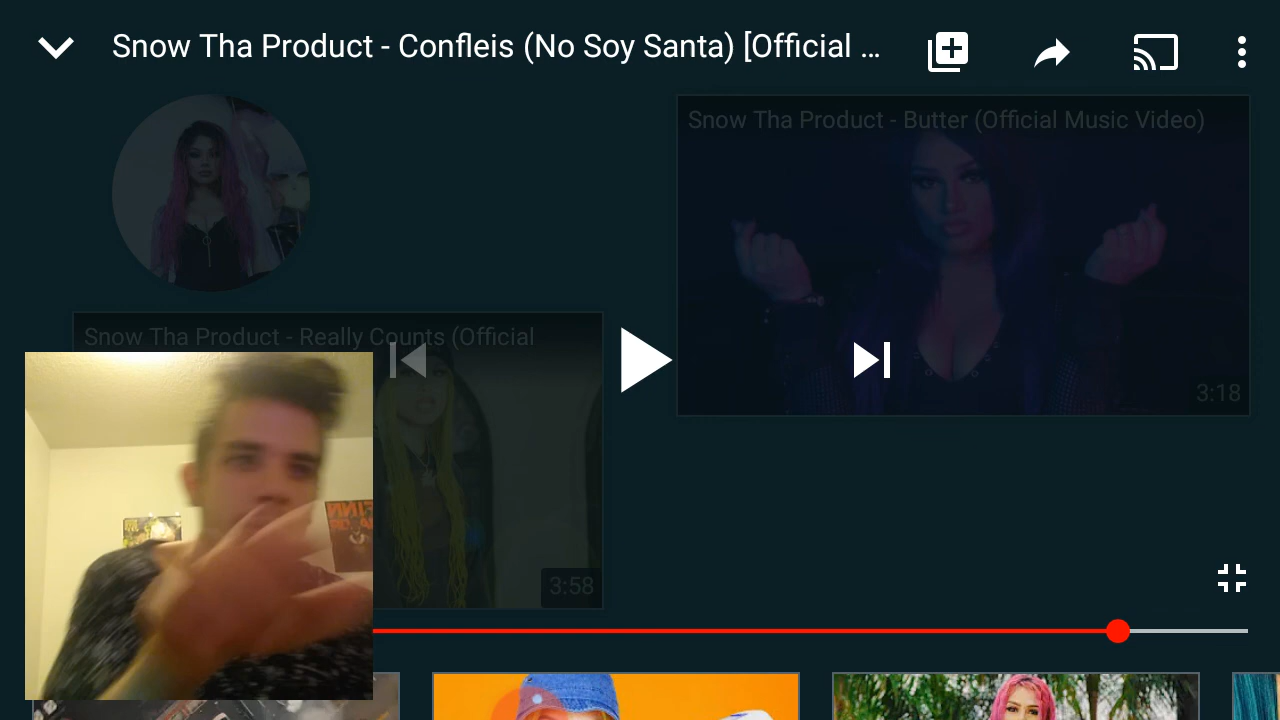 Snow Tha Product - Confleis (No Soy Santa) [Official ...
Snow Tha Product - Butter (Official Music Video)
3:18
Snow Tha Product - Really Counts (Official
3:58